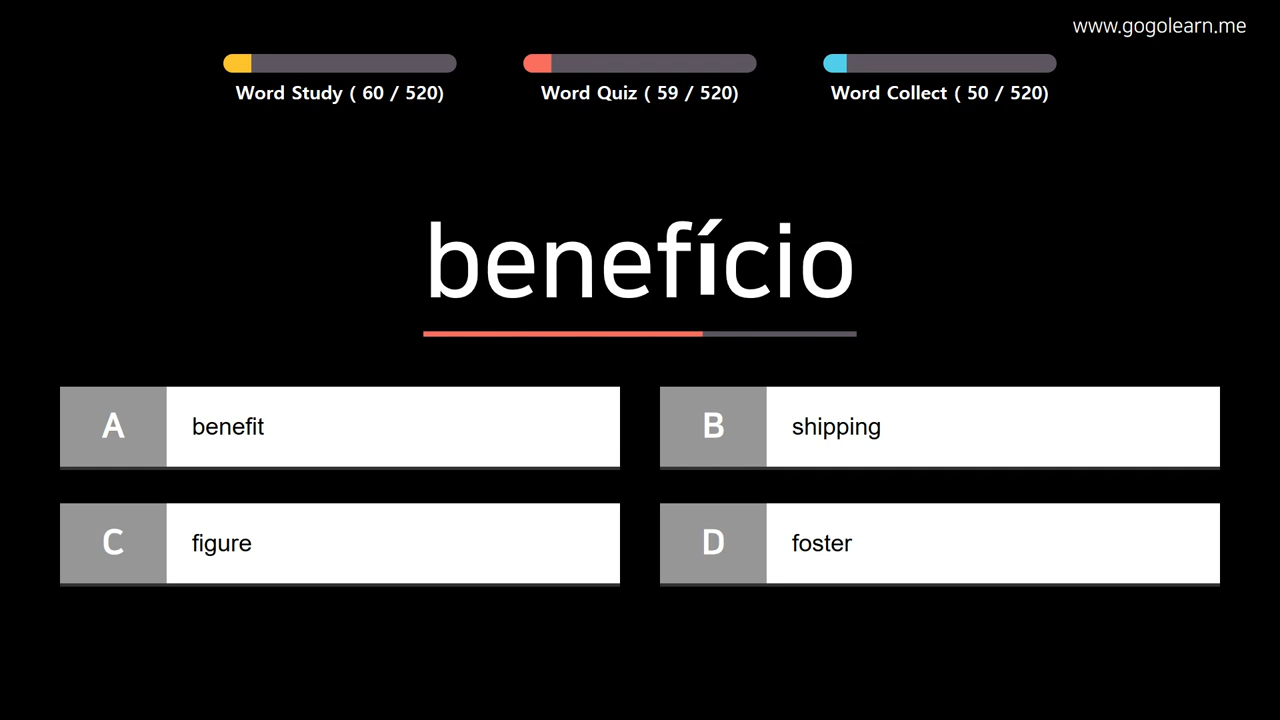 www.gogolearn.me
Word Study ( 60 / 520)
Word Quiz ( 59 / 520)
Word Collect ( 50 / 520)
benefício
A benefit
B shipping
C figure
D foster